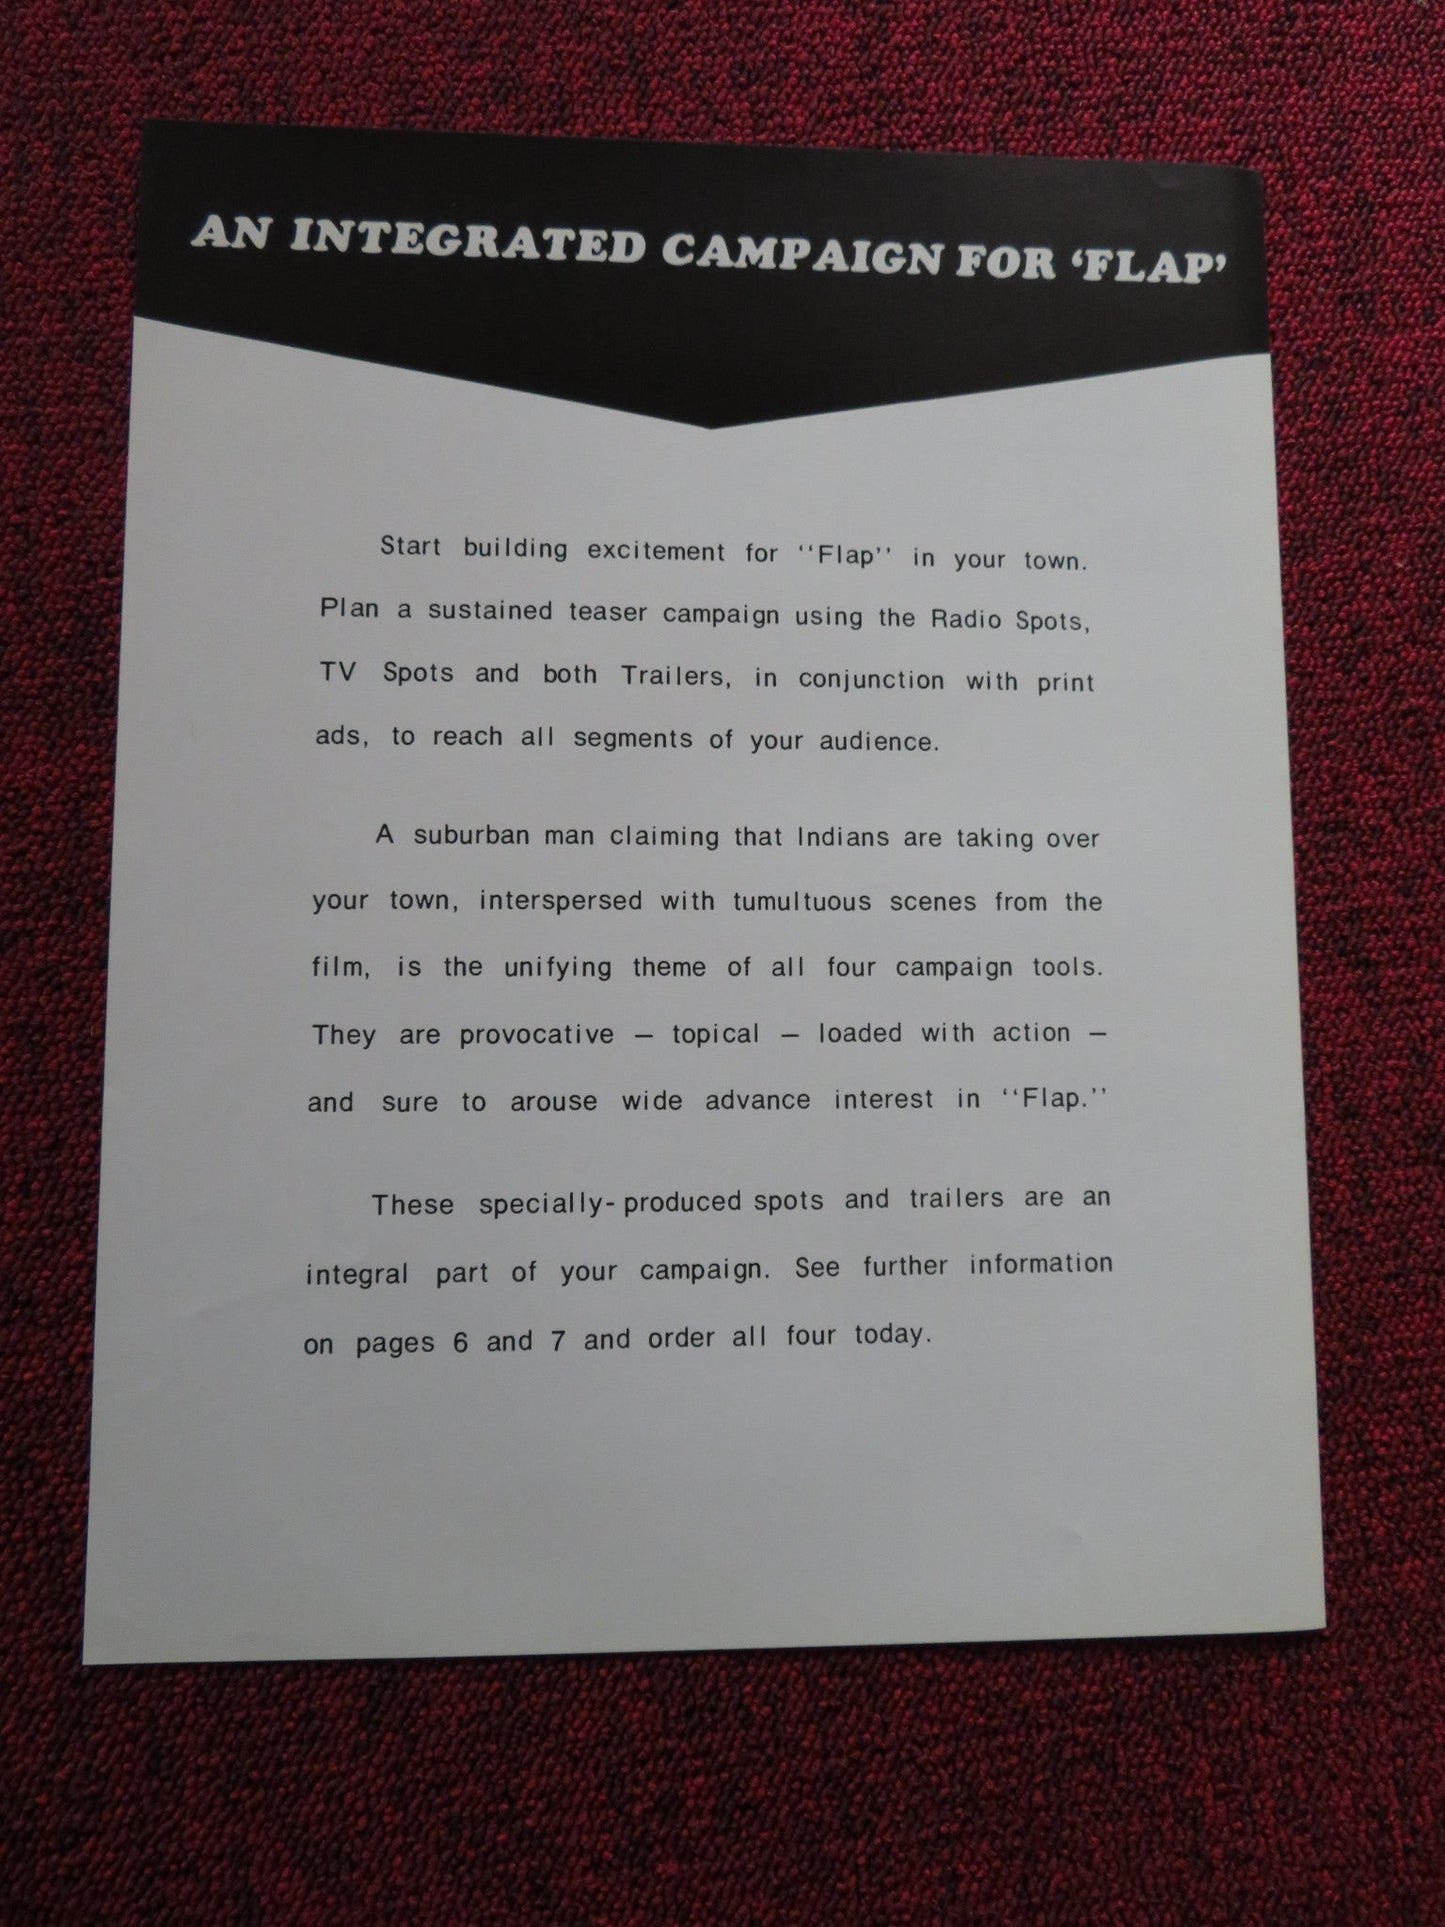 AN INTEGRATED CAMPAIGN FOR ‘FLAP’
Start building excitement for ‘‘Flap’’ in your town.
Plan a sustained teaser campaign using the Radio Spots,
TV Spots and both Trailers, in conjunction with print
ads, to reach all segments of your audience.
A suburban man claiming that Indians are taking over
your town, interspersed with tumultuous scenes from the
film, is the unifying theme of all four campaign tools.
They are provocative — topical — loaded with action —
and sure to arouse wide advance interest in ‘‘Flap.’’
These specially-produced spots and trailers are an
integral part of your campaign. See further information
on pages 6 and 7 and order all four today.